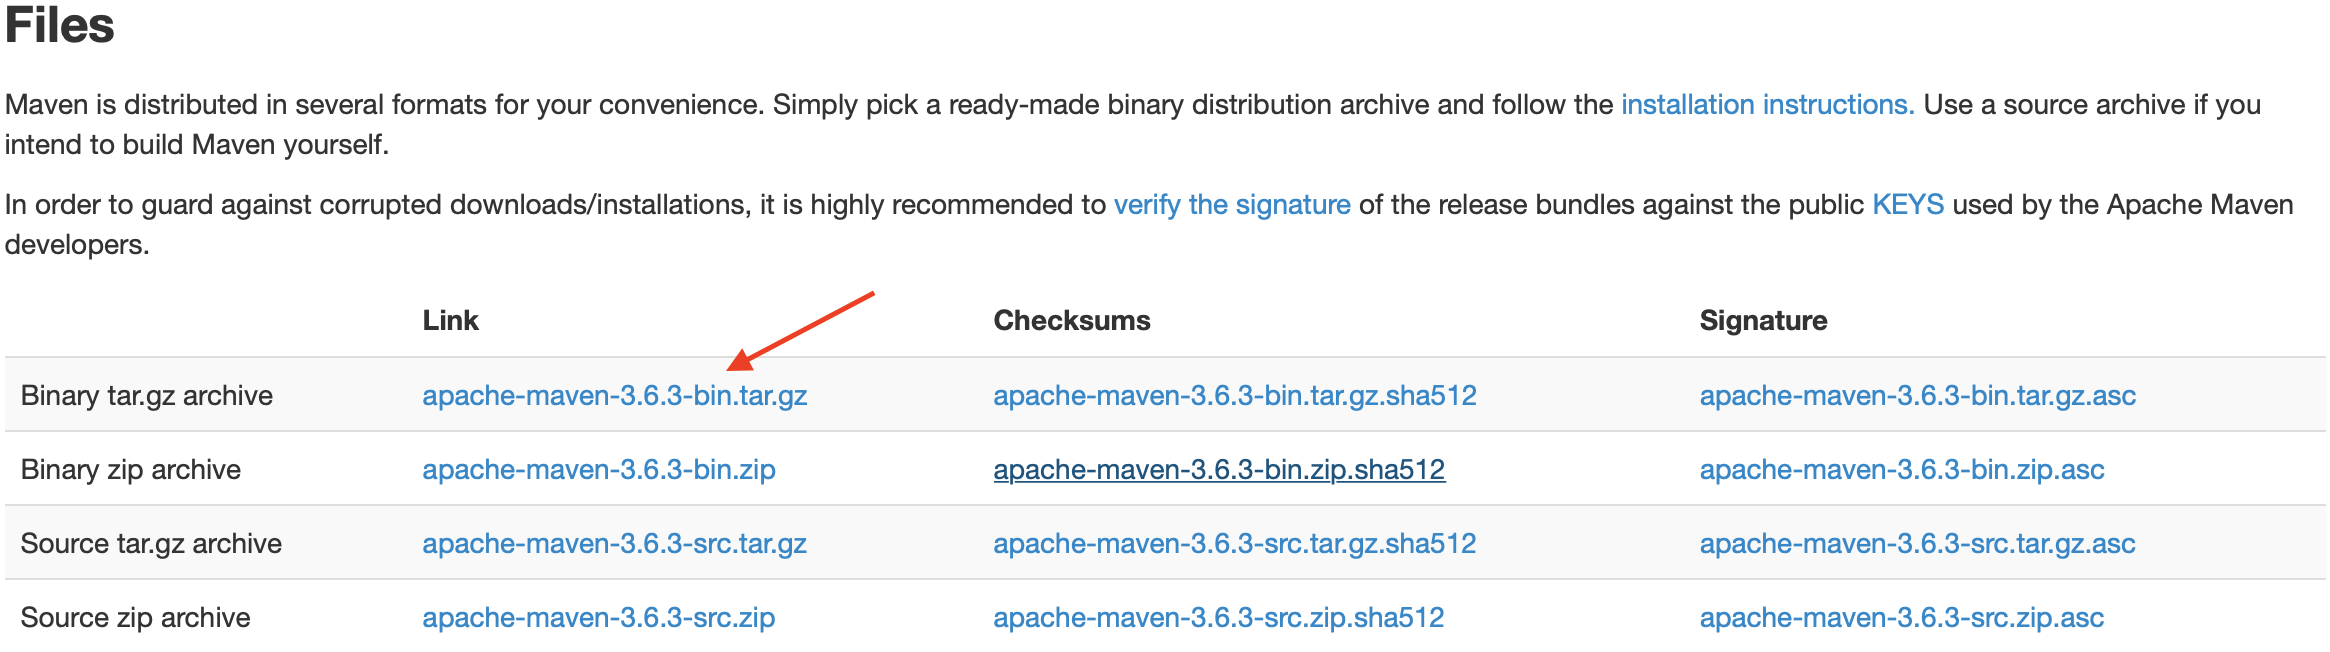 Files
Maven is distributed in several formats for your convenience. Simply pick a ready-made binary distribution archive and follow the installation instructions. Use a source archive if you
intend to build Maven yourself.
In order to guard against corrupted downloads/installations, it is highly recommended to verify the signature of the release bundles against the public KEYS used by the Apache Maven
developers.
Link Checksums Signature
Binary tar.gz archive apache-maven-3.6.3-bin.tar.gz apache-maven-3.6.3-bin.tar.gz.sha512 apache-maven-3.6.3-bin.tar.gz.asc
Binary zip archive apache-maven-3.6.3-bin.zip apache-maven-3.6.3-bin.zip.sha512 apache-maven-3.6.3-bin.zip.asc
Source tar.gz archive apache-maven-3.6.3-src.tar.gz apache-maven-3.6.3-src.tar.gz.sha512 apache-maven-3.6.3-src.tar.gz.asc
Source zip archive apache-maven-3.6.3-src.zip apache-maven-3.6.3-src.zip.sha512 apache-maven-3.6.3-src.zip.asc